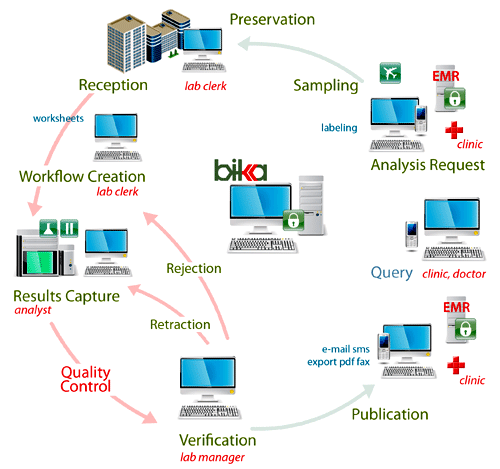 Preservation
Reception
lab clerk
Sampling
EMR
labeling
clinic
Analysis Request
worksheets
Workflow Creation
lab clerk
bika
Query
clinic, doctor
Rejection
Results Capture
analyst
Retraction
EMR
e-mail sms
export pdf fax
clinic
Quality
Control
Publication
Verification
lab manager